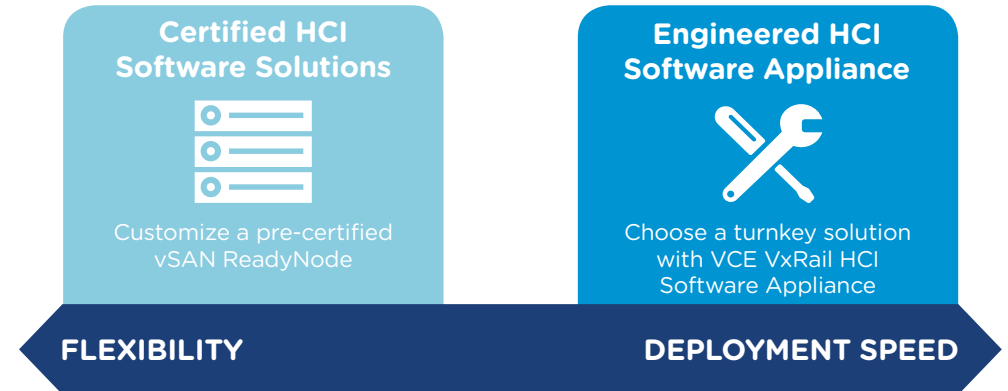 Certified HCI
Software Solutions
Customize a pre-certified
vSAN ReadyNode
Engineered HCI
Software Appliance
Choose a turnkey solution
with VCE VxRail HCI
Software Appliance
FLEXIBILITY
DEPLOYMENT SPEED